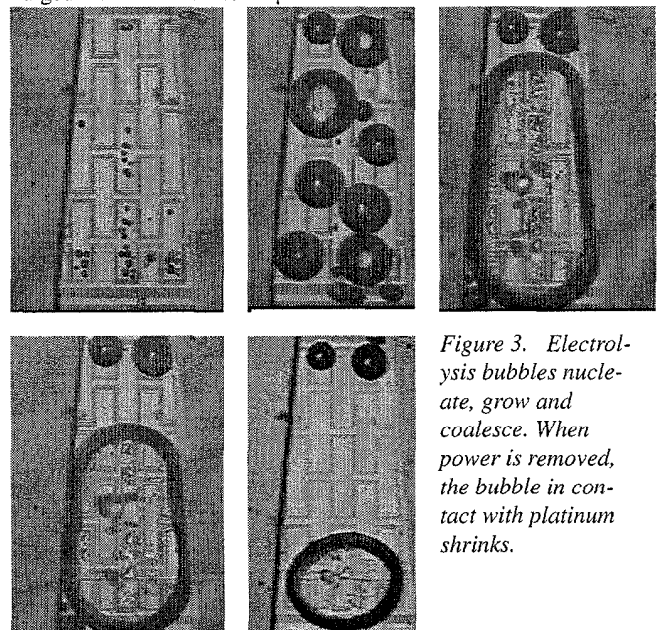 Figure 3. Electrol-
ysis bubbles nucle-
ate, grow and
coalesce. When
power is removed,
the bubble in con-
tact with platinum
shrinks.